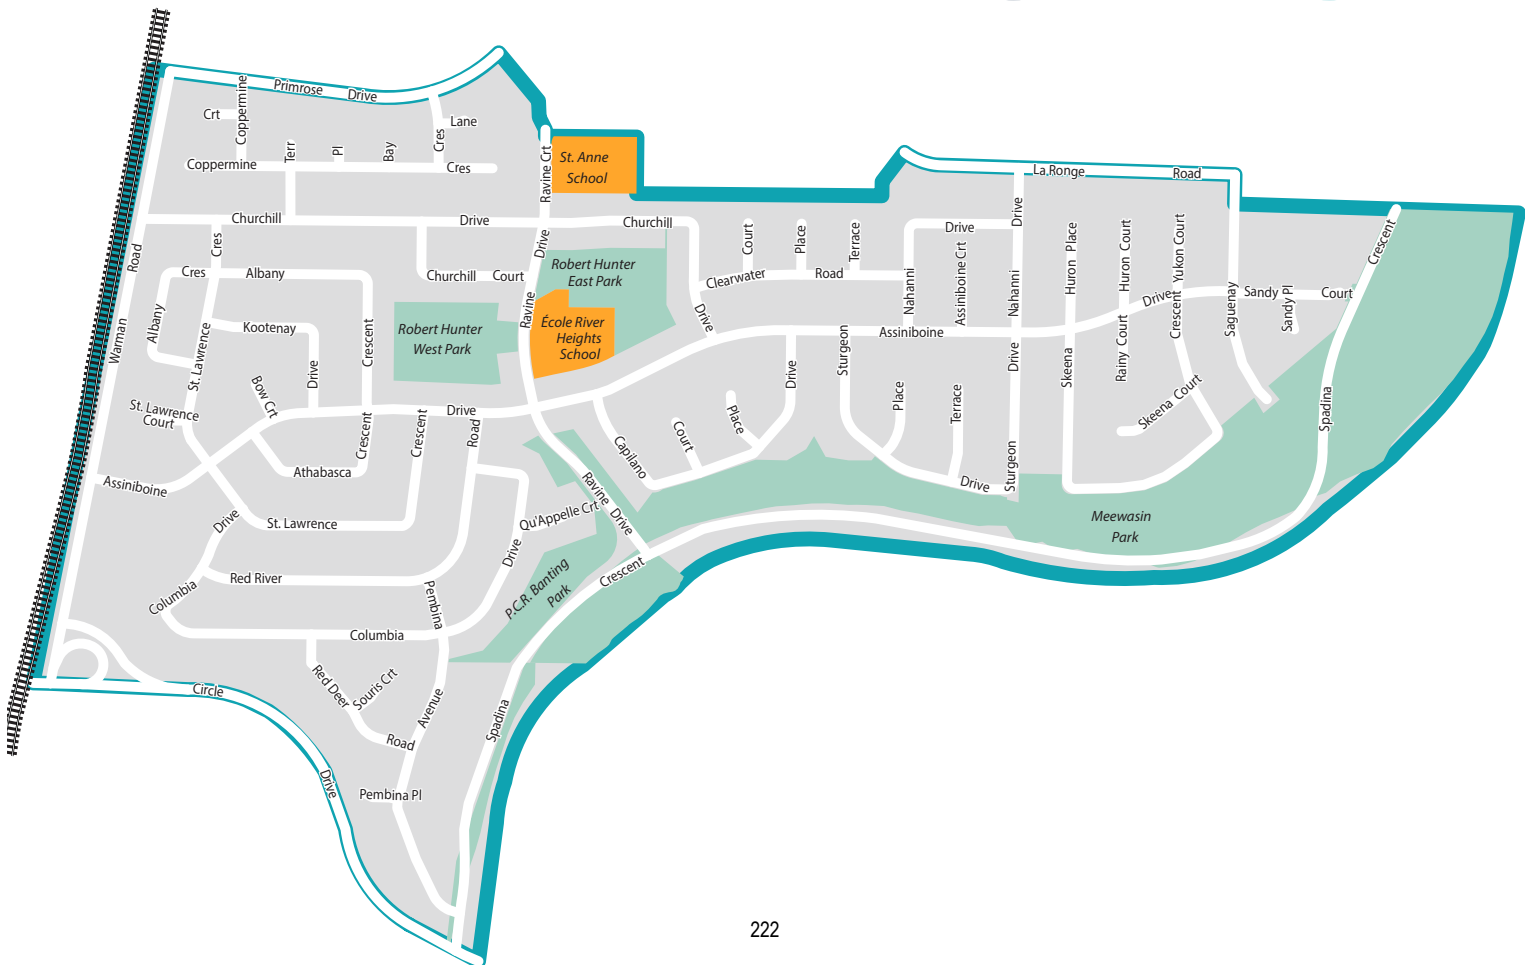 Primrose Drive
Coppermine
Crt
Lane
Cres
Terr
Pl
Bay
Coppermine Cres
Ravine Crt
St. Anne
School
La Ronge Road
Churchill Drive
Churchill
Cres
Warman Road
Drive
Court
Place
Terrace
Drive
Drive
Assiniboine Crt
Huron Place
Huron Court
Yukon Court
Crescent
Cres Albany
Churchill Court
Robert Hunter
East Park
Clearwater Road
Nahanni
Nahanni
Drive
Crescent
Saguenay
Sandy Court
Sandy Pl
Albany
Kootenay
St. Lawrence
Crescent
Robert Hunter
West Park
Ravine
École River
Heights
School
Drive
Sturgeon
Assiniboine
Skeena
Rainy Court
Drive
Drive
Drive
Bow Crt
St. Lawrence
Court
Drive
Crescent
Crescent
Road
Capilano
Court
Place
Place
Terrace
Skeena Court
Spadina
Athabasca
Assiniboine
Ravine Drive
Drive
Sturgeon
Drive
St. Lawrence
Qu'Appelle Crt
Meewasin
Park
Drive
Red River
Pembina
P.C.R. Banting
Park
Crescent
Columbia
Columbia
Red Deer
Souris Crt
Circle
Avenue
Spadina
Road
Drive
Pembina Pl
222